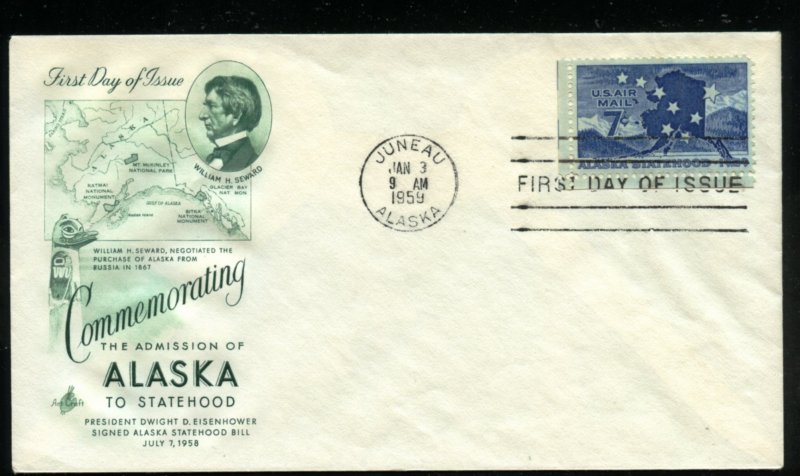 First Day of Issue
ALASKA
MT. McKINLEY
NATIONAL PARK
KATMAI
NATIONAL
MONUMENT
GULF OF ALASKA
GLACIER BAY
NAT MON
SITKA
NATIONAL
MONUMENT
WILLIAM H. SEWARD
WILLIAM H. SEWARD, NEGOTIATED THE
PURCHASE OF ALASKA FROM
RUSSIA IN 1867
Commemorating
THE ADMISSION OF
ALASKA
TO STATEHOOD
Art Craft
PRESIDENT DWIGHT D. EISENHOWER
SIGNED ALASKA STATEHOOD BILL
JULY 7, 1958
JUNEAU
JAN 3
9 AM
1959
ALASKA
U.S. AIR
MAIL
7¢
ALASKA STATEHOOD·1959
FIRST DAY OF ISSUE